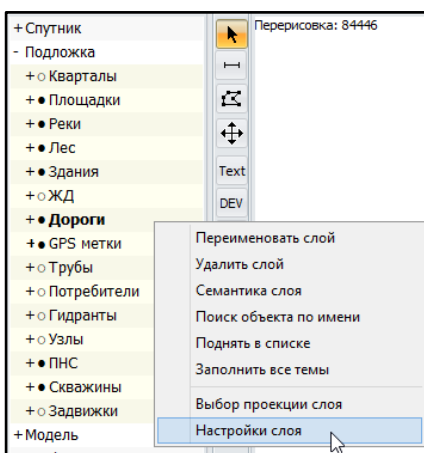 +Спутник
- Подложка
+○ Кварталы
+● Площадки
+● Реки
+● Лес
+● Здания
+○ ЖД
+● Дороги
+● GPS метки
+○ Трубы
+○ Потребители
+○ Гидранты
+○ Узлы
+● ПНС
+● Скважины
+○ Задвижки
+Модель
Text
DEV
Перерисовка: 84446
Переименовать слой
Удалить слой
Семантика слоя
Поиск объекта по имени
Поднять в списке
Заполнить все темы
Выбор проекции слоя
Настройки слоя